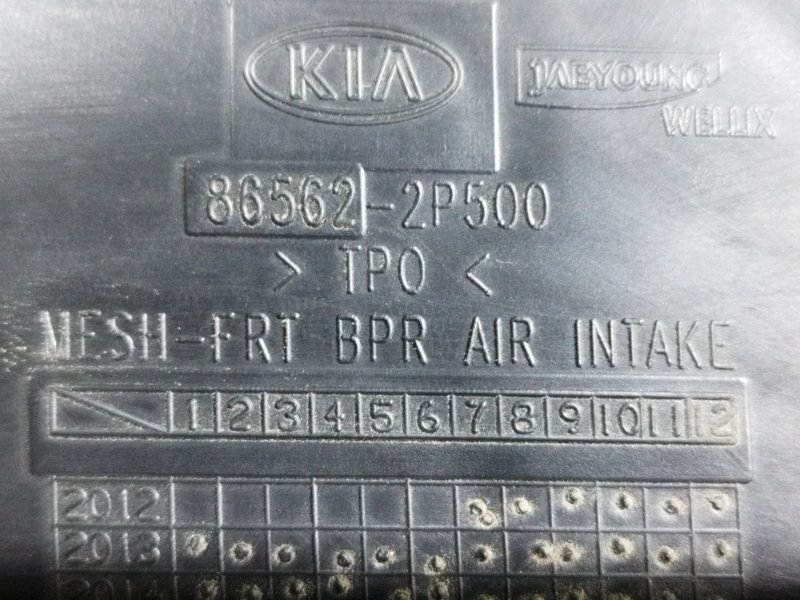 KIA JAEYOUNG
WELLIX
86562-2P500
> TPO <
MESH-FRT BPR AIR INTAKE
1 2 3 4 5 6 7 8 9 10 11 12
2012
2013
2014